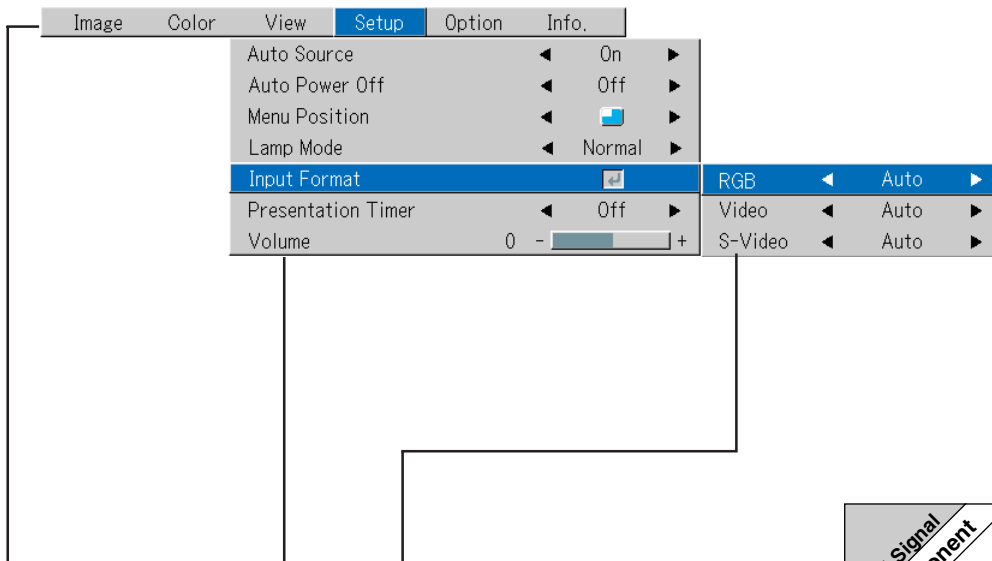 Image Color View Setup Option Info.
Auto Source On
Auto Power Off Off
Menu Position
Lamp Mode Normal
Input Format RGB Auto
Presentation Timer Off Video Auto
Volume 0 - + S-Video Auto
Signal